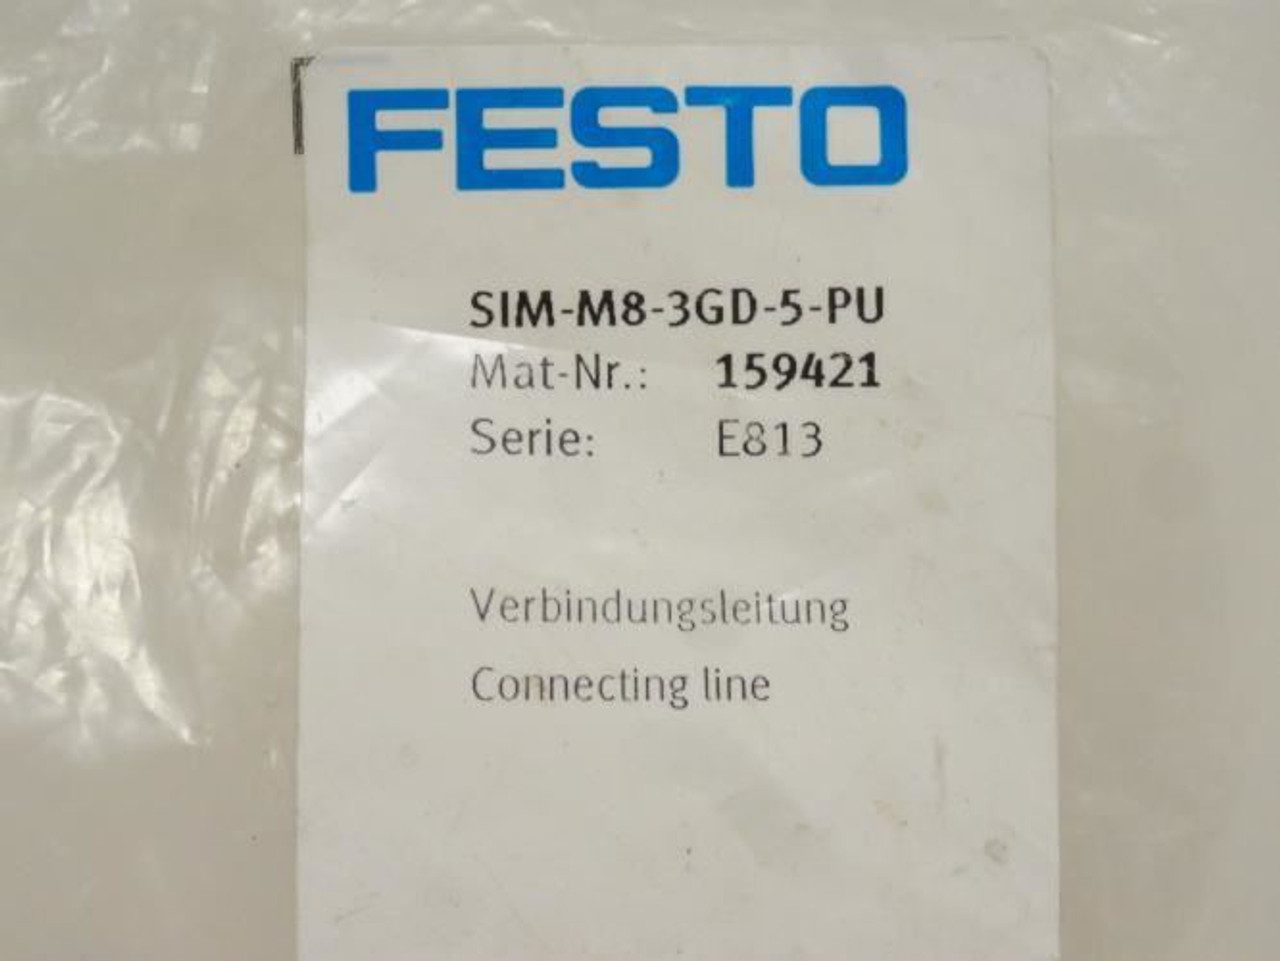 FESTO
SIM-M8-3GD-5-PU
Mat-Nr.: 159421
Serie: E813
Verbindungsleitung
Connecting line